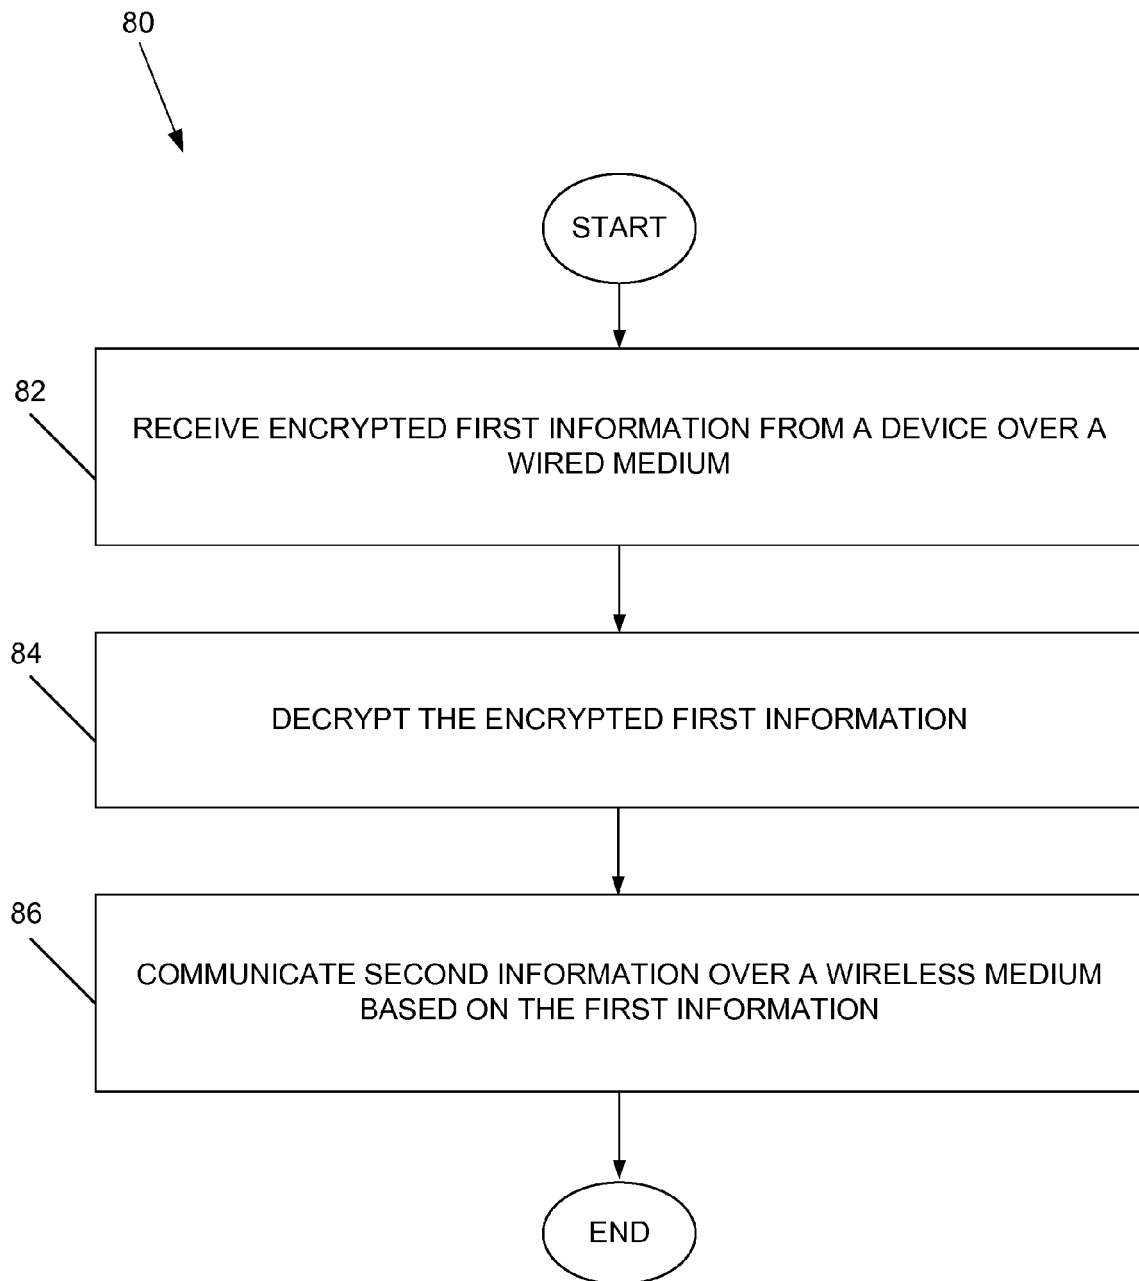 80
START
82
RECEIVE ENCRYPTED FIRST INFORMATION FROM A DEVICE OVER A
WIRED MEDIUM
84
DECRYPT THE ENCRYPTED FIRST INFORMATION
86
COMMUNICATE SECOND INFORMATION OVER A WIRELESS MEDIUM
BASED ON THE FIRST INFORMATION
END